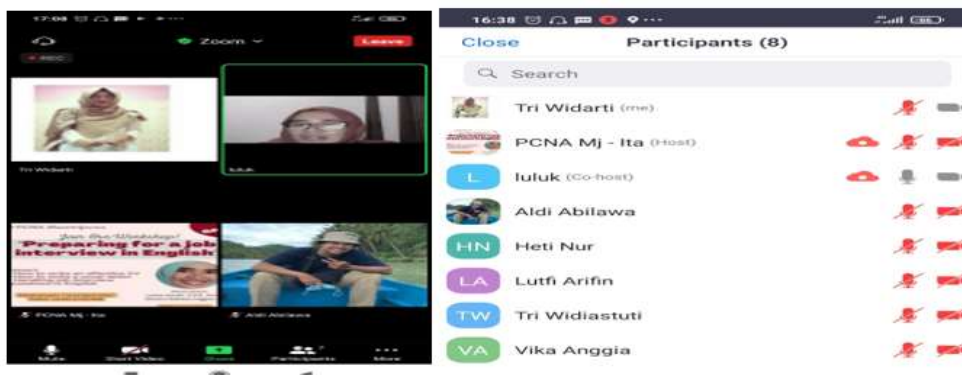 17:08
Zoom
Leave
REC
Tri Widarti
luluk
Join the Workshop!
"Preparing for a job
interview in English
PCNA Mj - Ita
Aldi Abilawa
Mute
Start Video
Share
Participants
More
16:38
Close
Participants (8)
Search
Tri Widarti (me)
PCNA Mj - Ita (Host)
L
luluk (Co-host)
Aldi Abilawa
HN
Heti Nur
LA
Lutfi Arifin
TW
Tri Widiastuti
VA
Vika Anggia